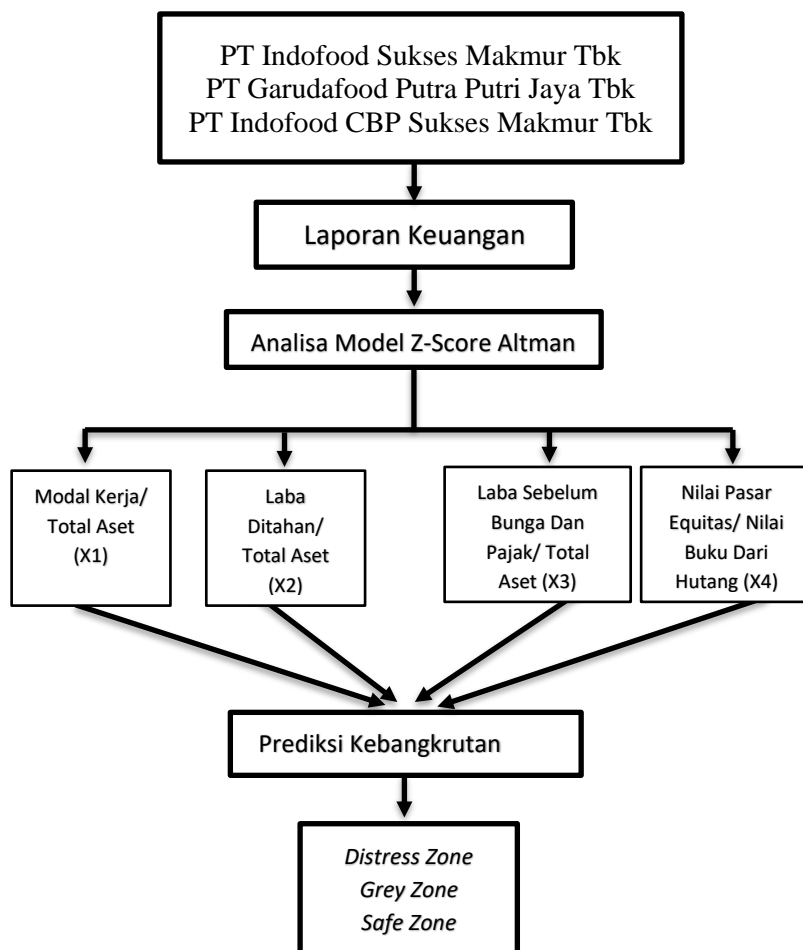 PT Indofood Sukses Makmur Tbk
PT Garudafood Putra Putri Jaya Tbk
PT Indofood CBP Sukses Makmur Tbk
Laporan Keuangan
Analisa Model Z-Score Altman
Modal Kerja/
Total Aset
(X1)
Laba
Ditahan/
Total Aset
(X2)
Laba Sebelum
Bunga Dan
Pajak/ Total
Aset (X3)
Nilai Pasar
Equitas/ Nilai
Buku Dari
Hutang (X4)
Prediksi Kebangkrutan
Distress Zone
Grey Zone
Safe Zone